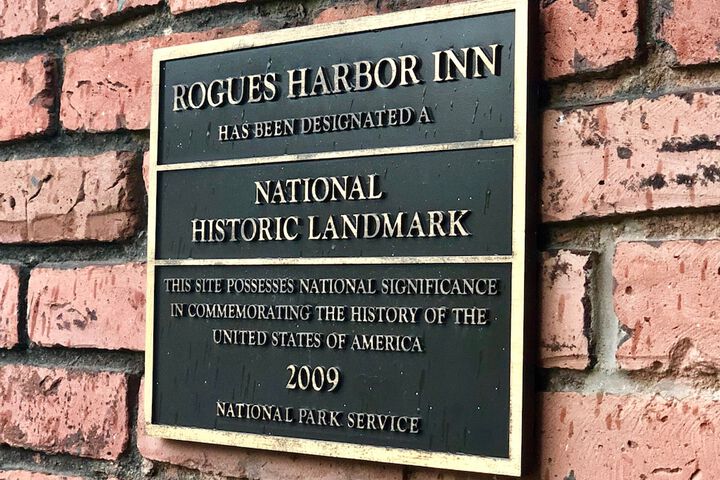 ROGUES HARBOR INN
HAS BEEN DESIGNATED A
NATIONAL
HISTORIC LANDMARK
THIS SITE POSSESSES NATIONAL SIGNIFICANCE
IN COMMEMORATING THE HISTORY OF THE
UNITED STATES OF AMERICA
2009
NATIONAL PARK SERVICE